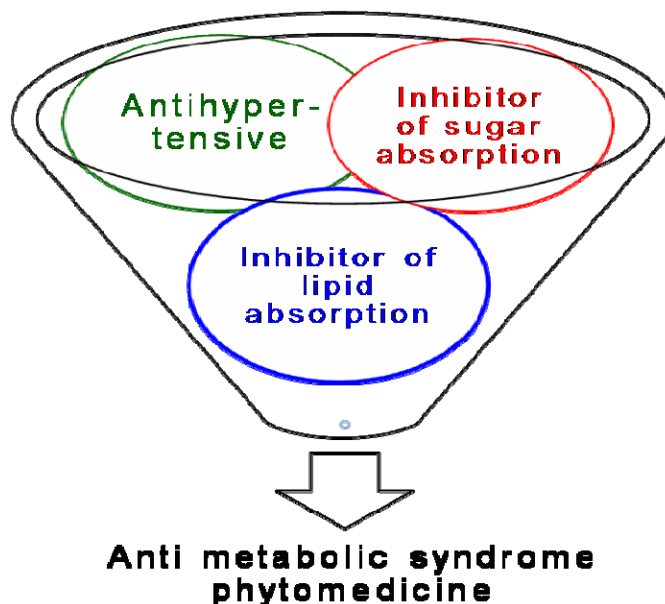 Antihyper-
tensive
Inhibitor
of sugar
absorption
Inhibitor of
lipid
absorption
Anti metabolic syndrome
phytomedicine